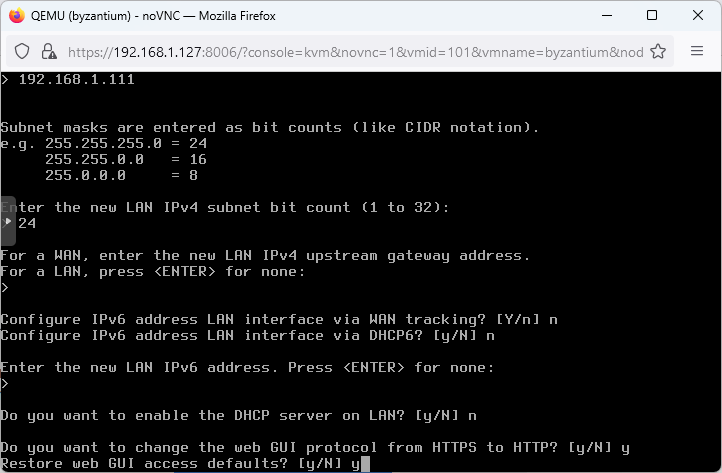 QEMU (byzantium) - noVNC — Mozilla Firefox
https://192.168.1.127:8006/?console=kvm&novnc=1&vmid=101&vmname=byzantium&nod
> 192.168.1.111
Subnet masks are entered as bit counts (like CIDR notation).
e.g. 255.255.255.0 = 24
255.255.0.0 = 16
255.0.0.0 = 8
Enter the new LAN IPv4 subnet bit count (1 to 32):
> 24
For a WAN, enter the new LAN IPv4 upstream gateway address.
For a LAN, press <ENTER> for none:
>
Configure IPv6 address LAN interface via WAN tracking? [Y/n] n
Configure IPv6 address LAN interface via DHCP6? [y/N] n
Enter the new LAN IPv6 address. Press <ENTER> for none:
>
Do you want to enable the DHCP server on LAN? [y/N] n
Do you want to change the web GUI protocol from HTTPS to HTTP? [y/N] y
Restore web GUI access defaults? [y/N] y